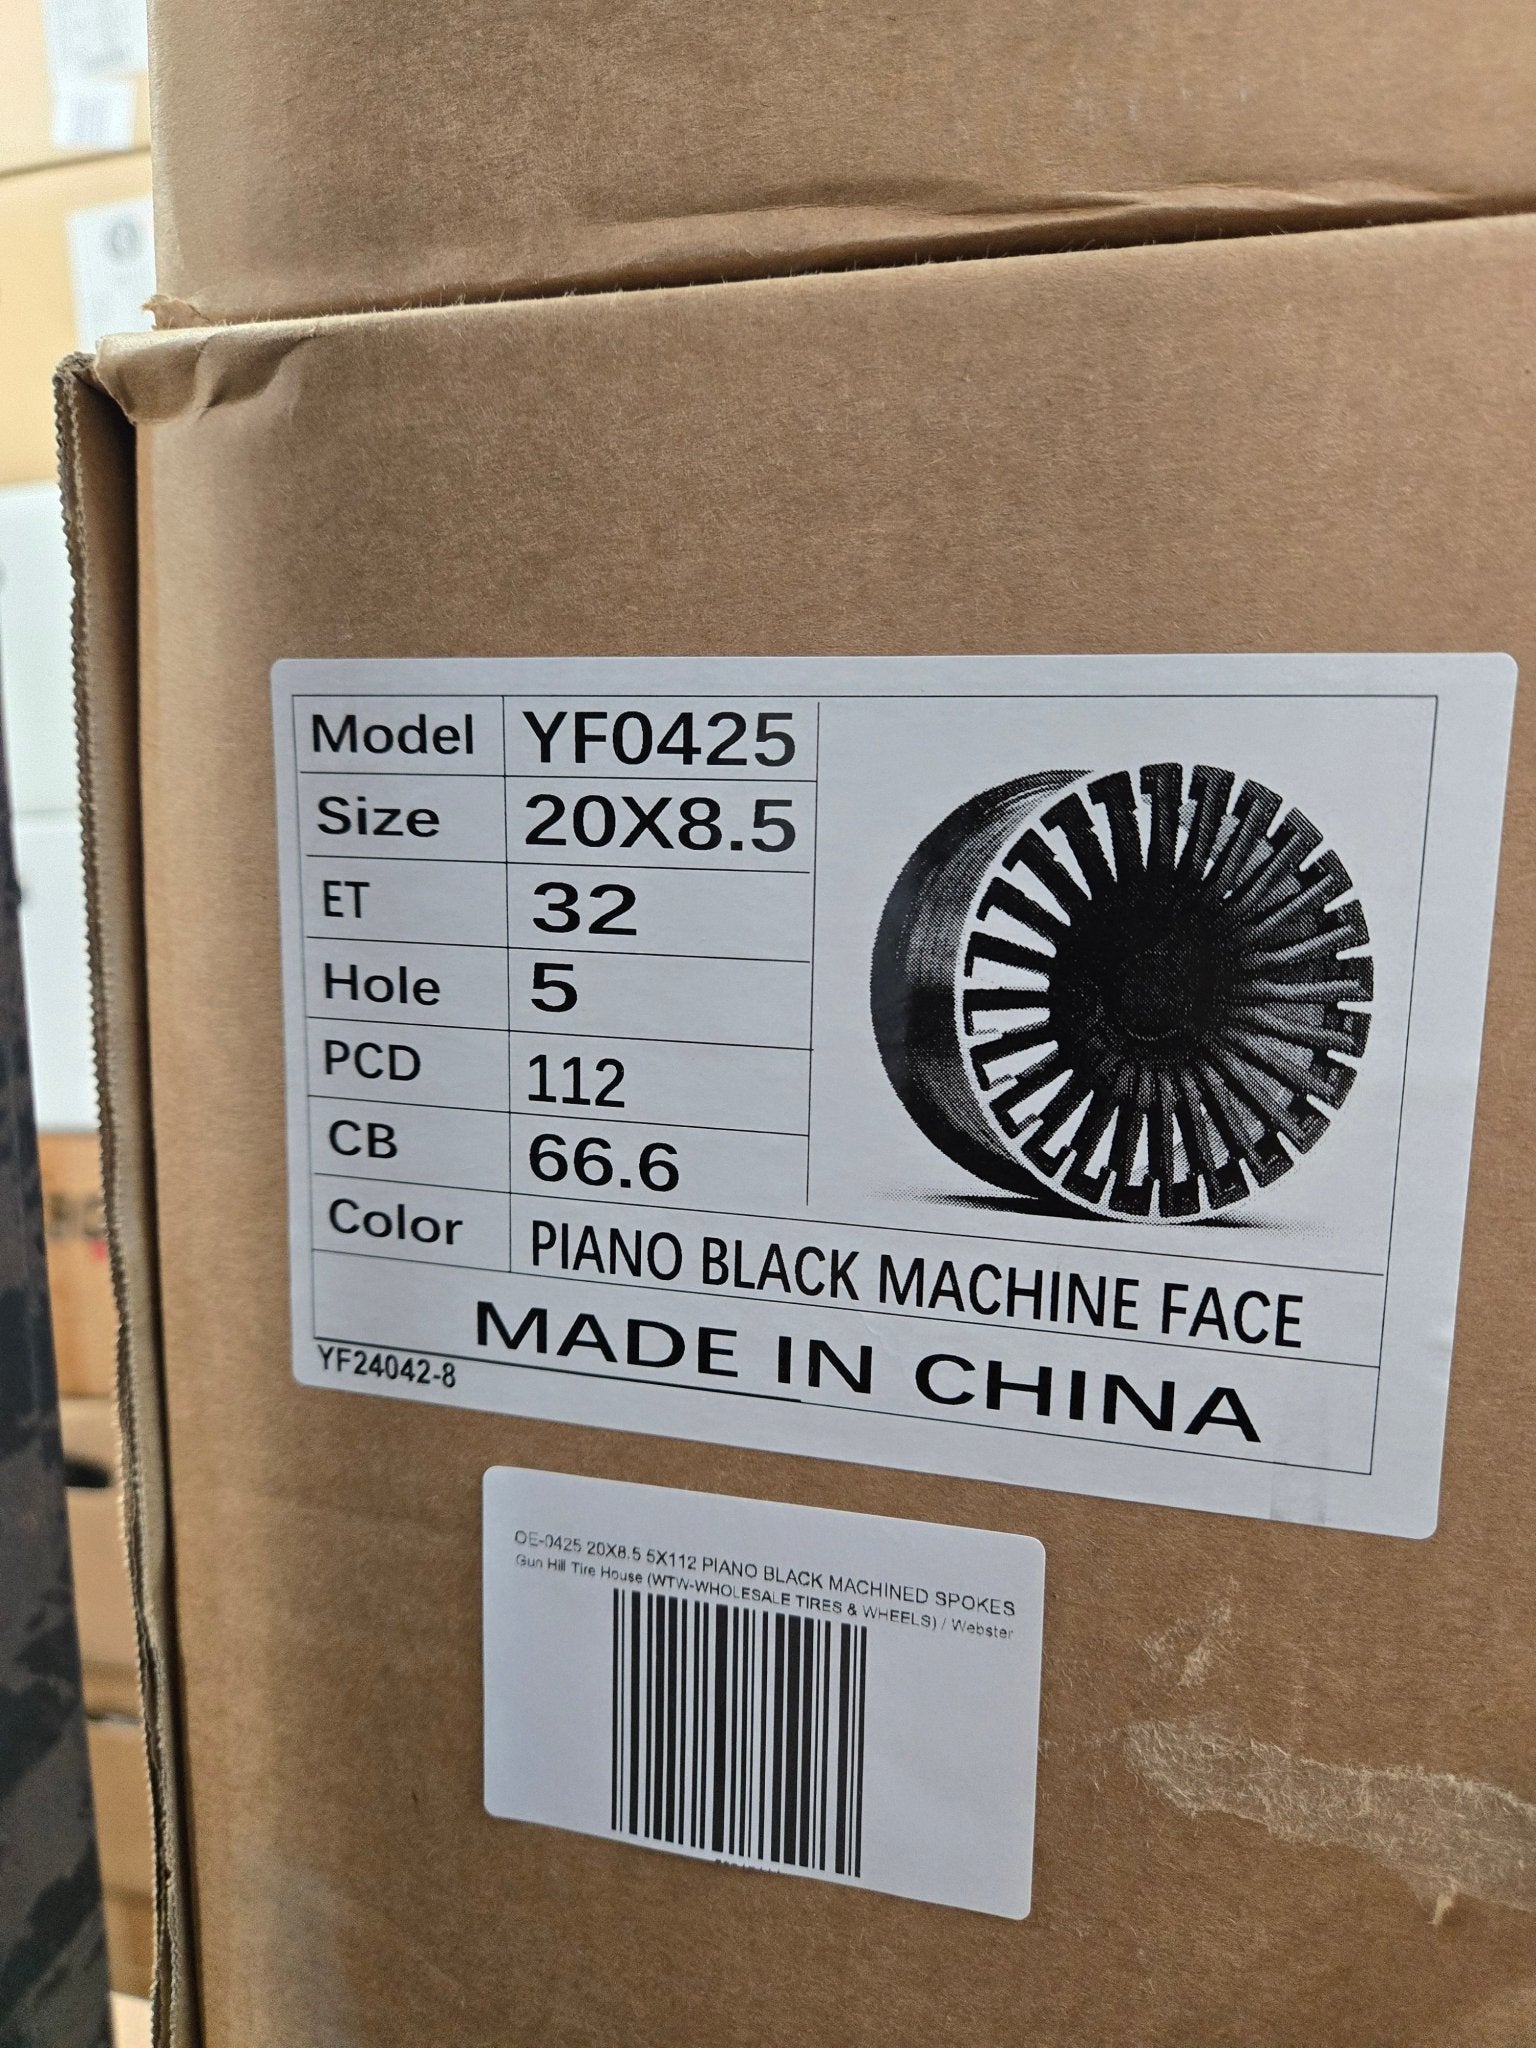 Model YF0425
Size 20X8.5
ET 32
Hole 5
PCD 112
CB 66.6
Color PIANO BLACK MACHINE FACE
MADE IN CHINA
YF24042-8
OE-0425 20X8.5 5X112 PIANO BLACK MACHINED SPOKES
Gun Hill Tire House (WTW-WHOLESALE TIRES & WHEELS) / Webster